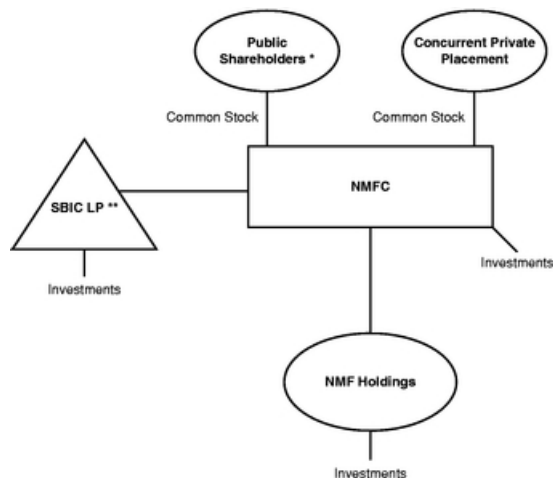 Public
Shareholders *
Concurrent Private
Placement
Common Stock
Common Stock
SBIC LP **
NMFC
Investments
Investments
NMF Holdings
Investments